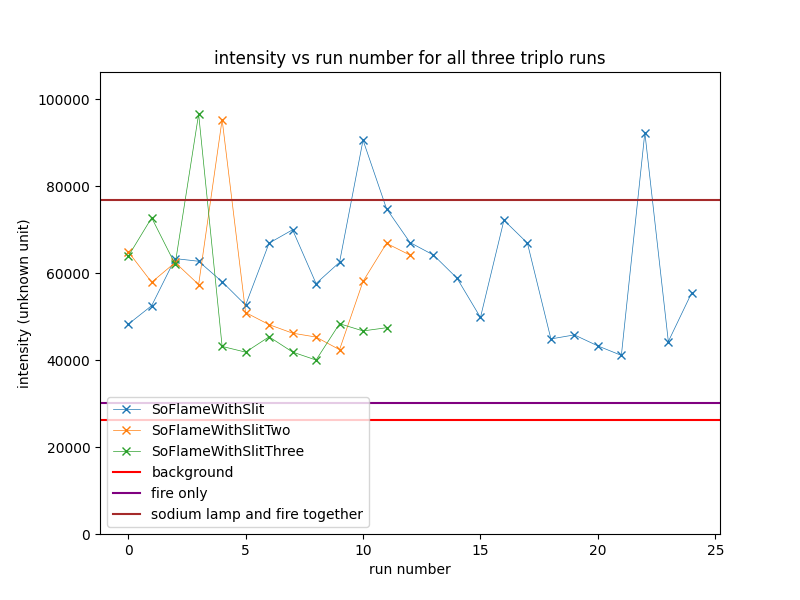 intensity vs run number for all three triplo runs
intensity (unknown unit)
100000
80000
60000
40000
20000
0
SoFlameWithSlit
SoFlameWithSlitTwo
SoFlameWithSlitThree
background
fire only
sodium lamp and fire together
0 5 10 15 20 25
run number